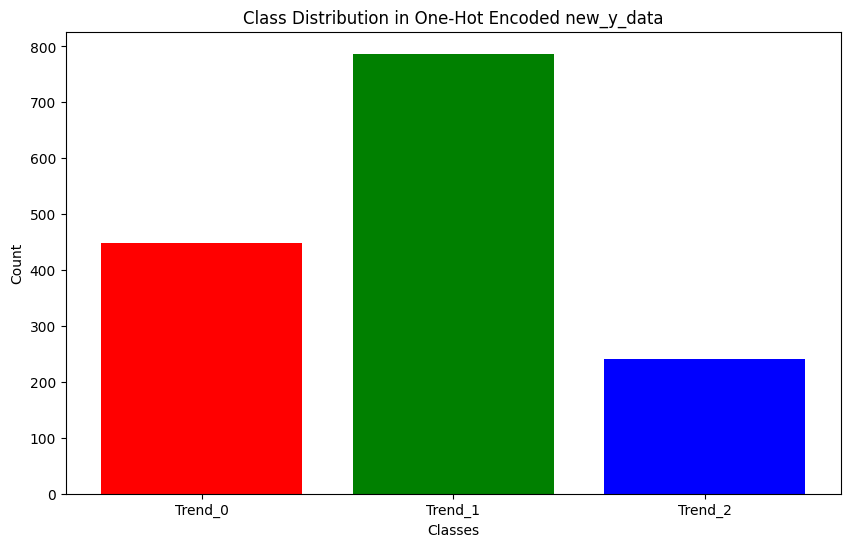 Class Distribution in One-Hot Encoded new_y_data
800
700
600
500
400
300
200
100
0
Count
Trend_0 Trend_1 Trend_2
Classes